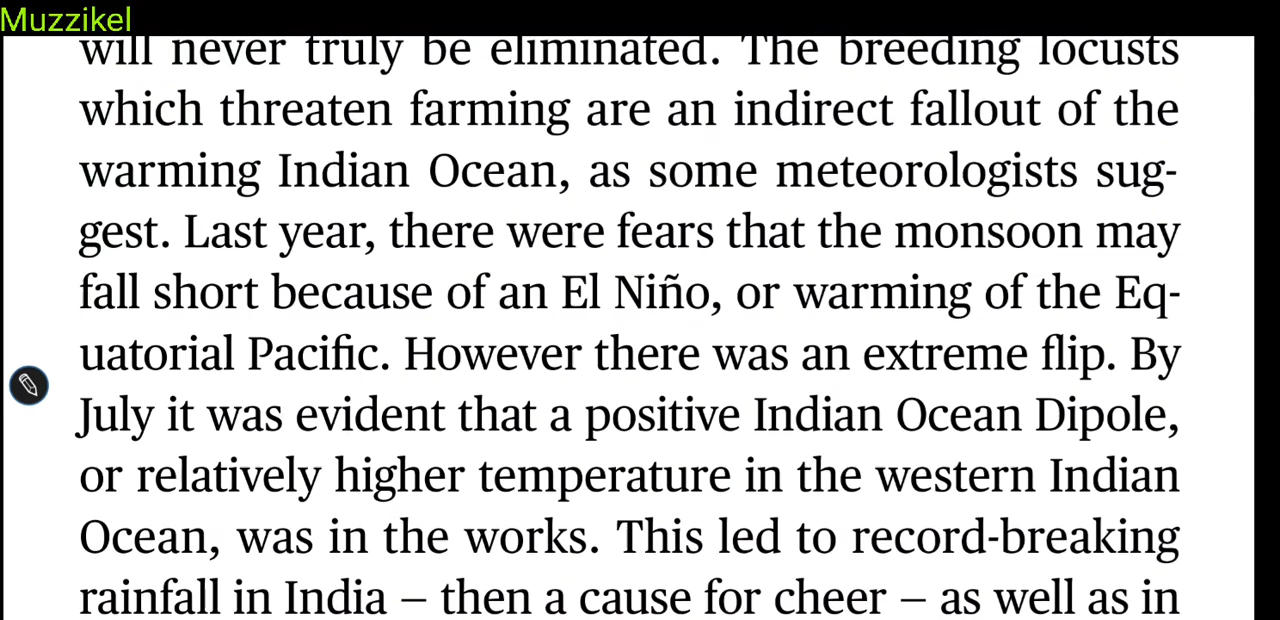 Muzzikel
will never truly be eliminated. The breeding locusts
which threaten farming are an indirect fallout of the
warming Indian Ocean, as some meteorologists sug-
gest. Last year, there were fears that the monsoon may
fall short because of an El Niño, or warming of the Eq-
uatorial Pacific. However there was an extreme flip. By
July it was evident that a positive Indian Ocean Dipole,
or relatively higher temperature in the western Indian
Ocean, was in the works. This led to record-breaking
rainfall in India – then a cause for cheer – as well as in